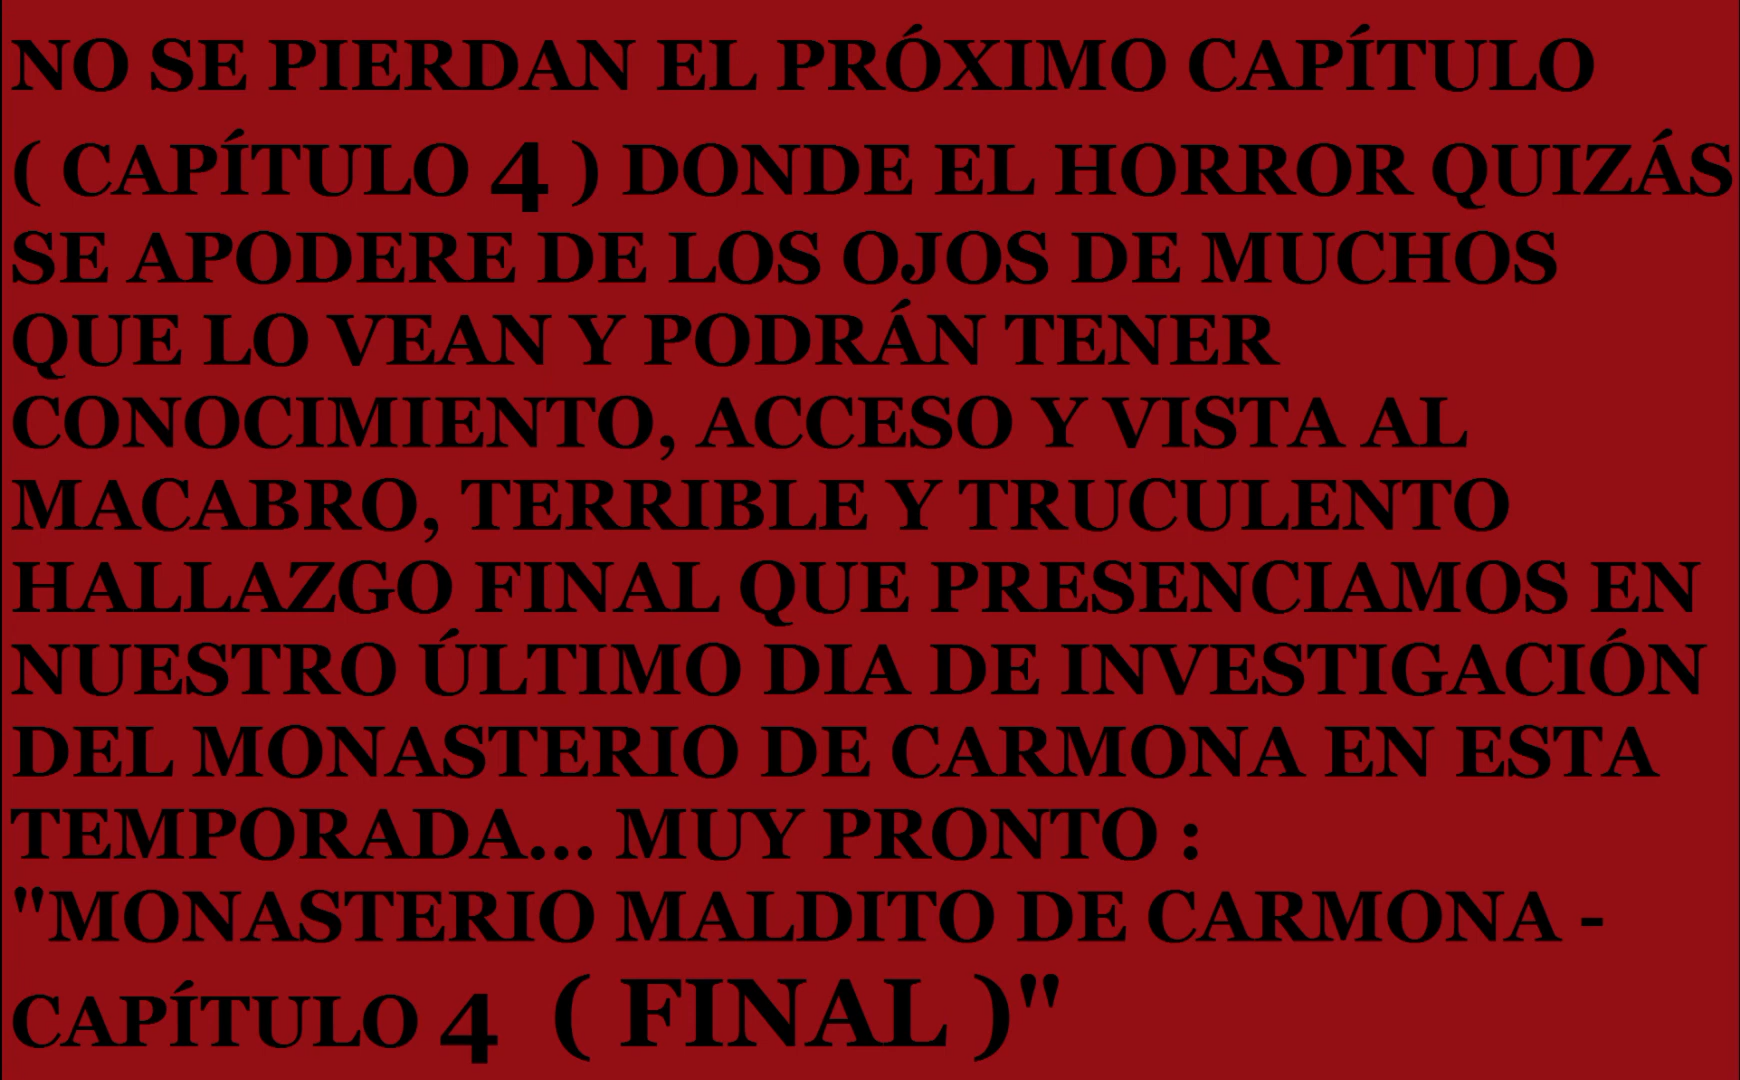 NO SE PIERDAN EL PRÓXIMO CAPÍTULO
( CAPÍTULO 4 ) DONDE EL HORROR QUIZÁS
SE APODERE DE LOS OJOS DE MUCHOS
QUE LO VEAN Y PODRÁN TENER
CONOCIMIENTO, ACCESO Y VISTA AL
MACABRO, TERRIBLE Y TRUCULENTO
HALLAZGO FINAL QUE PRESENCIAMOS EN
NUESTRO ÚLTIMO DIA DE INVESTIGACIÓN
DEL MONASTERIO DE CARMONA EN ESTA
TEMPORADA... MUY PRONTO :
"MONASTERIO MALDITO DE CARMONA -
CAPÍTULO 4 ( FINAL )"